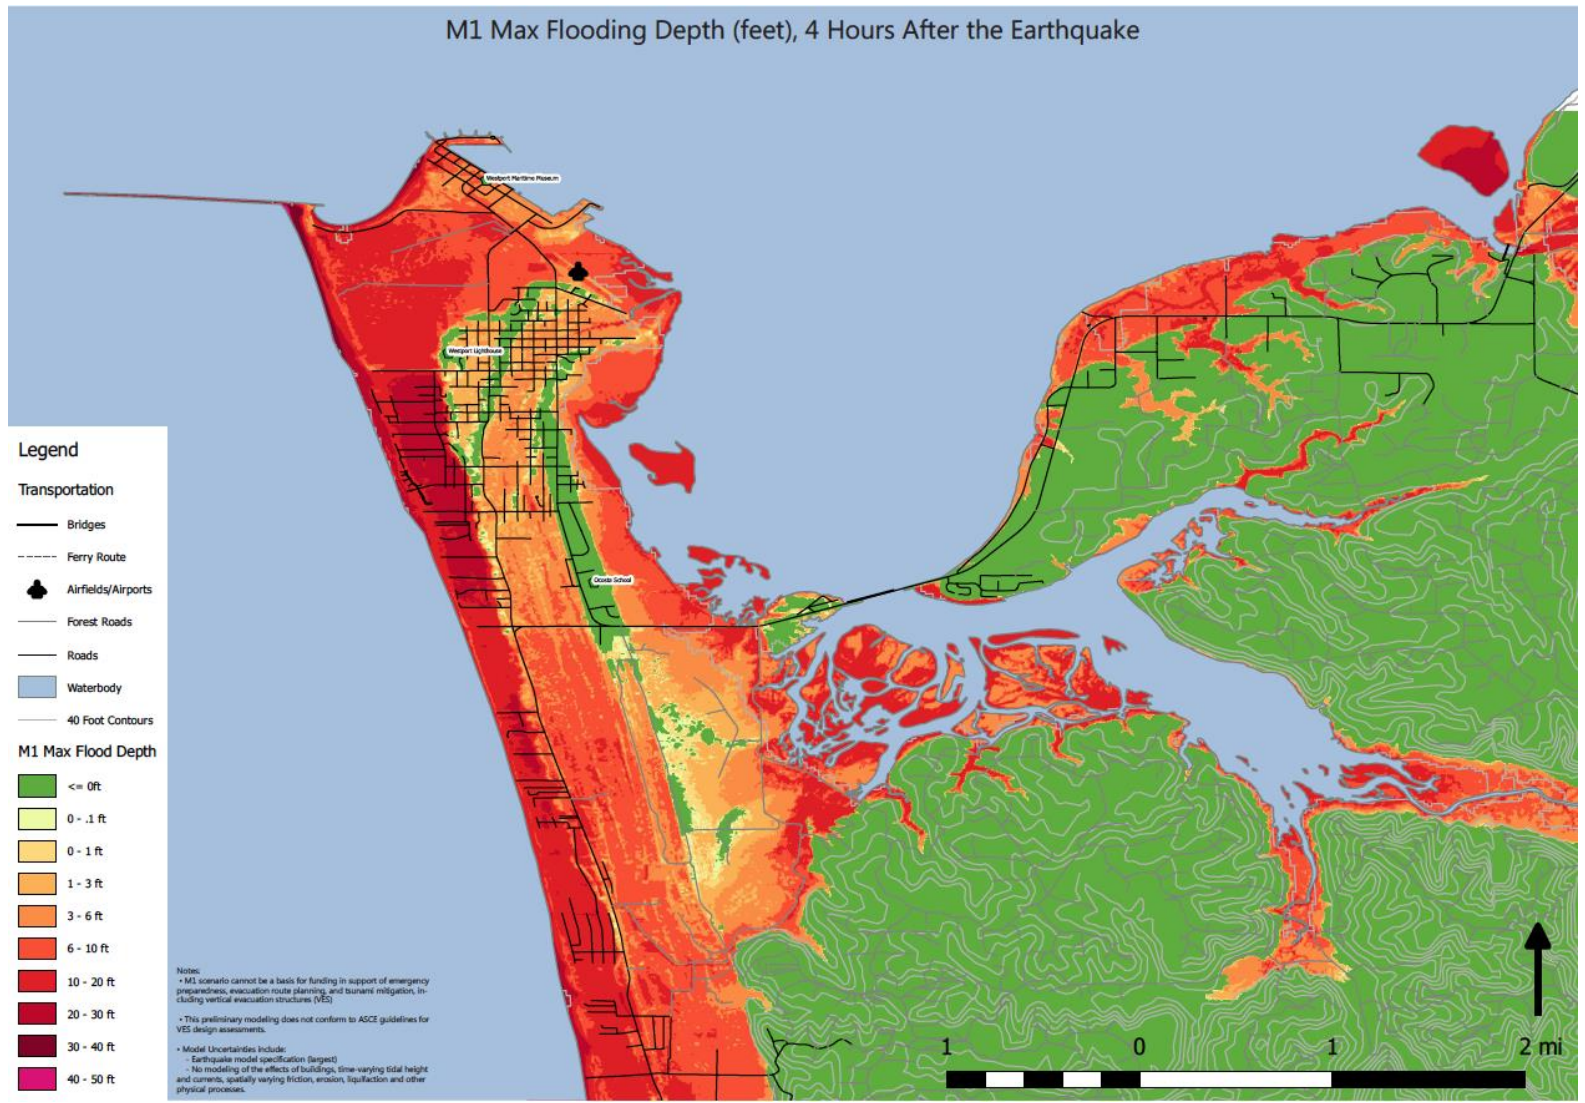 M1 Max Flooding Depth (feet), 4 Hours After the Earthquake
Westport Maritime Museum
Westport Lighthouse
Ocosta School
Legend
Transportation
Bridges
Ferry Route
Airfields/Airports
Forest Roads
Roads
Waterbody
40 Foot Contours
M1 Max Flood Depth
<= 0ft
0 - .1 ft
0 - 1 ft
1 - 3 ft
3 - 6 ft
6 - 10 ft
10 - 20 ft
20 - 30 ft
30 - 40 ft
40 - 50 ft
Notes:
• M1 scenario cannot be a basis for funding in support of emergency
preparedness, evacuation route planning, and tsunami mitigation, in-
cluding vertical evacuation structures (VES)
• This preliminary modeling does not conform to ASCE guidelines for
VES design assessments.
• Model Uncertainties include:
- Earthquake model specification (largest)
- No modeling of the effects of buildings, time-varying tidal height
and currents, spatially varying friction, erosion, liquifaction and other
physical processes.
1 0 1 2 mi